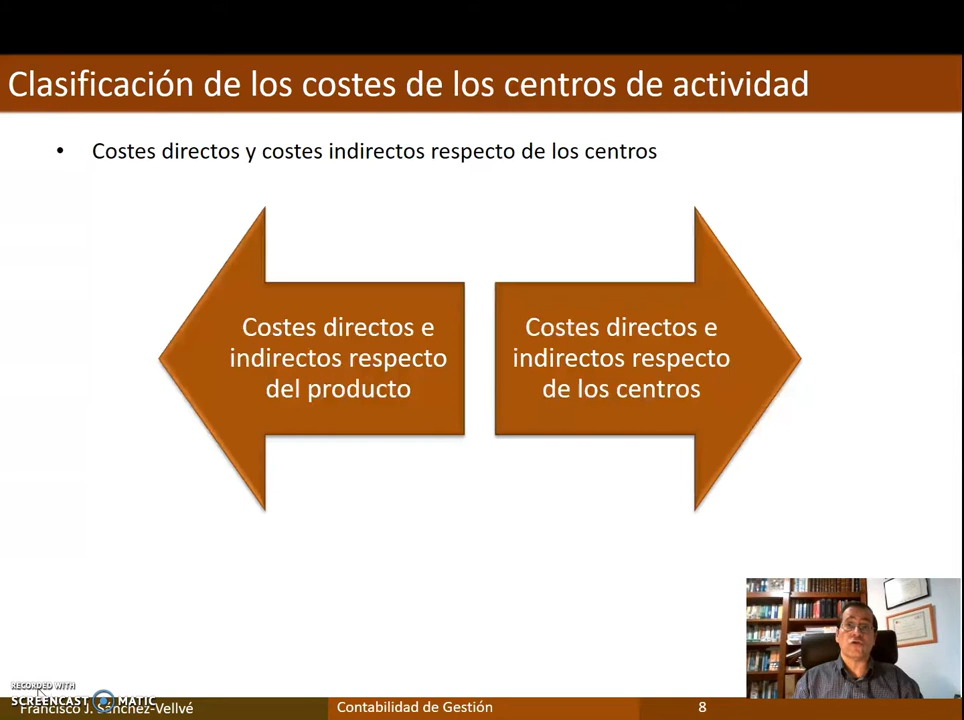 Clasificación de los costes de los centros de actividad
• Costes directos y costes indirectos respecto de los centros
Costes directos e
indirectos respecto
del producto
Costes directos e
indirectos respecto
de los centros
RECORDED WITH
SCREENCAST MATIC
Francisco J. Sánchez-Vellvé
Contabilidad de Gestión
8